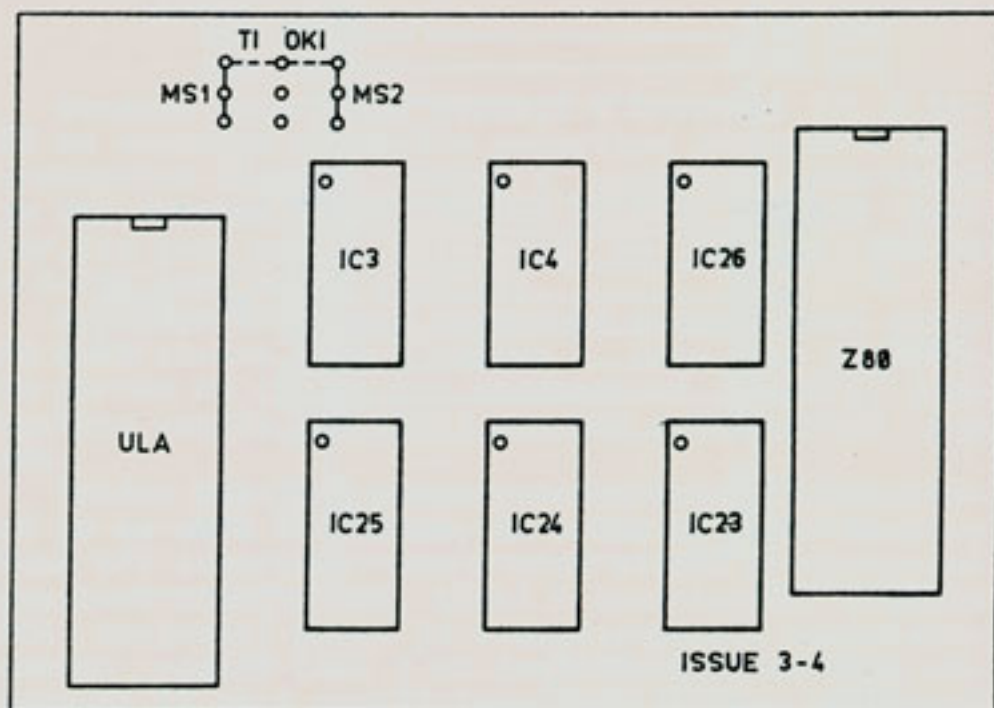 TI OKI
MS1 MS2
IC3 IC4 IC26
Z80
ULA
IC25 IC24 IC23
ISSUE 3-4